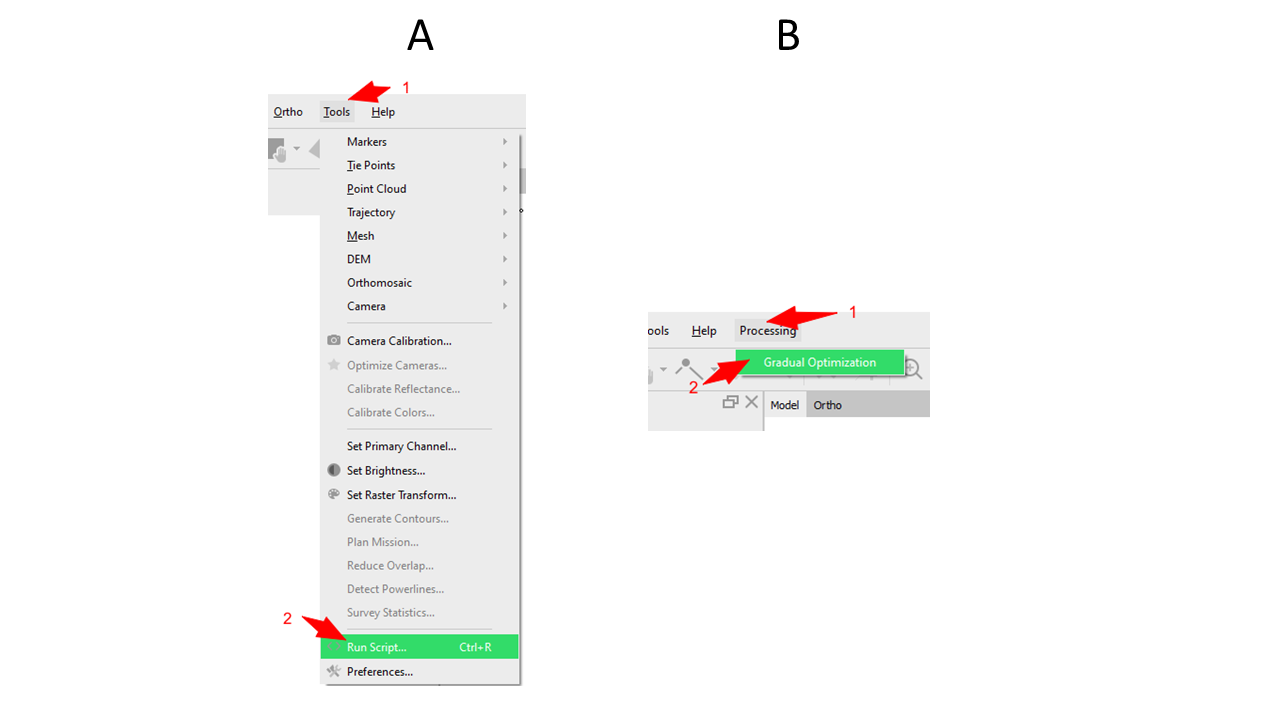 A
B
1
Ortho Tools Help
Markers
Tie Points
Point Cloud
Trajectory
Mesh
DEM
Orthomosaic
Camera
Camera Calibration...
Optimize Cameras...
Calibrate Reflectance...
Calibrate Colors...
Set Primary Channel...
Set Brightness...
Set Raster Transform...
Generate Contours...
Plan Mission...
Reduce Overlap...
Detect Powerlines...
Survey Statistics...
2
Run Script... Ctrl+R
Preferences...
1
ools Help Processing
Gradual Optimization
2
Model Ortho